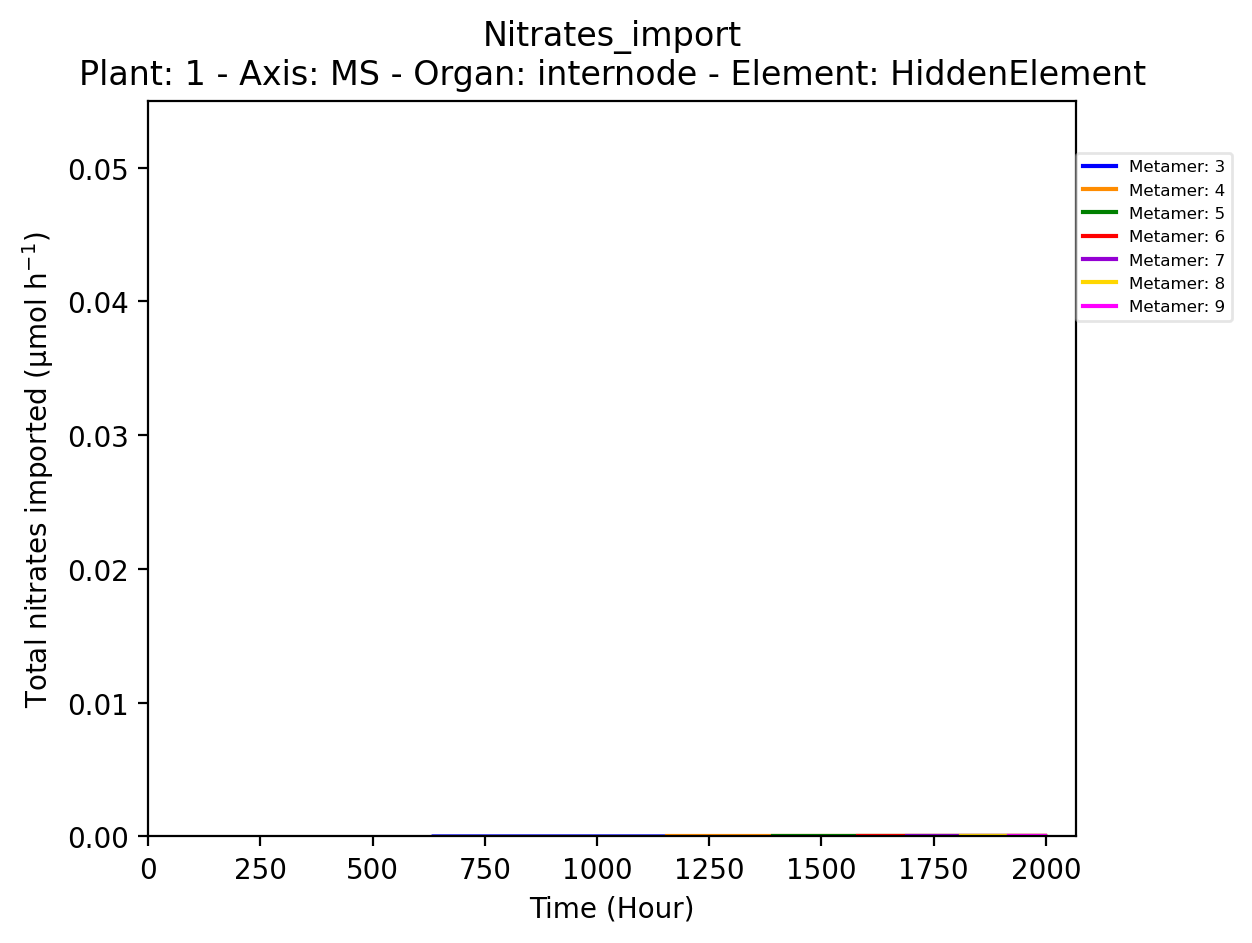 Nitrates_import
Plant: 1 - Axis: MS - Organ: internode - Element: HiddenElement
Total nitrates imported (µmol h⁻¹)
0.05
0.04
0.03
0.02
0.01
0.00
0 250 500 750 1000 1250 1500 1750 2000
Time (Hour)
Metamer: 3
Metamer: 4
Metamer: 5
Metamer: 6
Metamer: 7
Metamer: 8
Metamer: 9